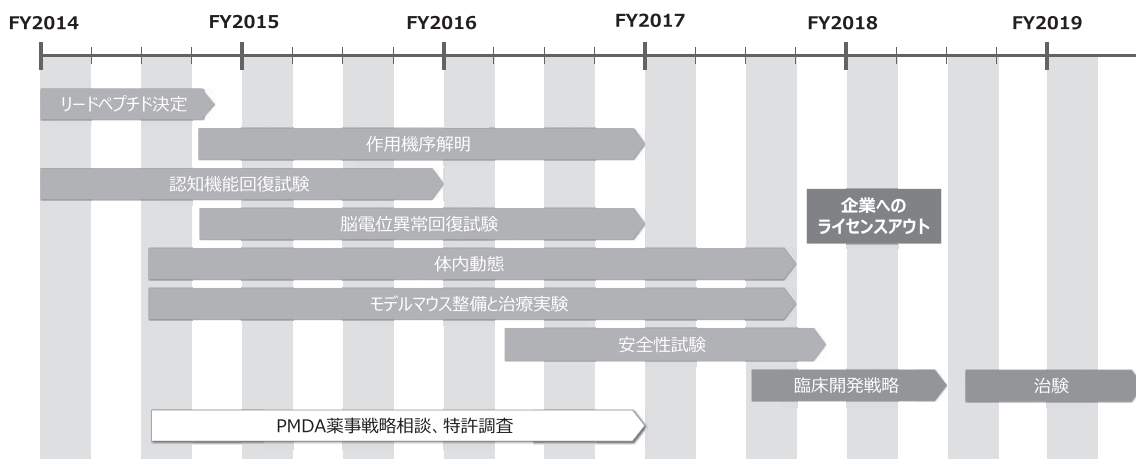 FY2014 FY2015 FY2016 FY2017 FY2018 FY2019
リードペプチド決定
作用機序解明
認知機能回復試験
企業への
ライセンスアウト
脳電位異常回復試験
体内動態
モデルマウス整備と治療実験
安全性試験
臨床開発戦略 治験
PMDA薬事戦略相談、特許調査